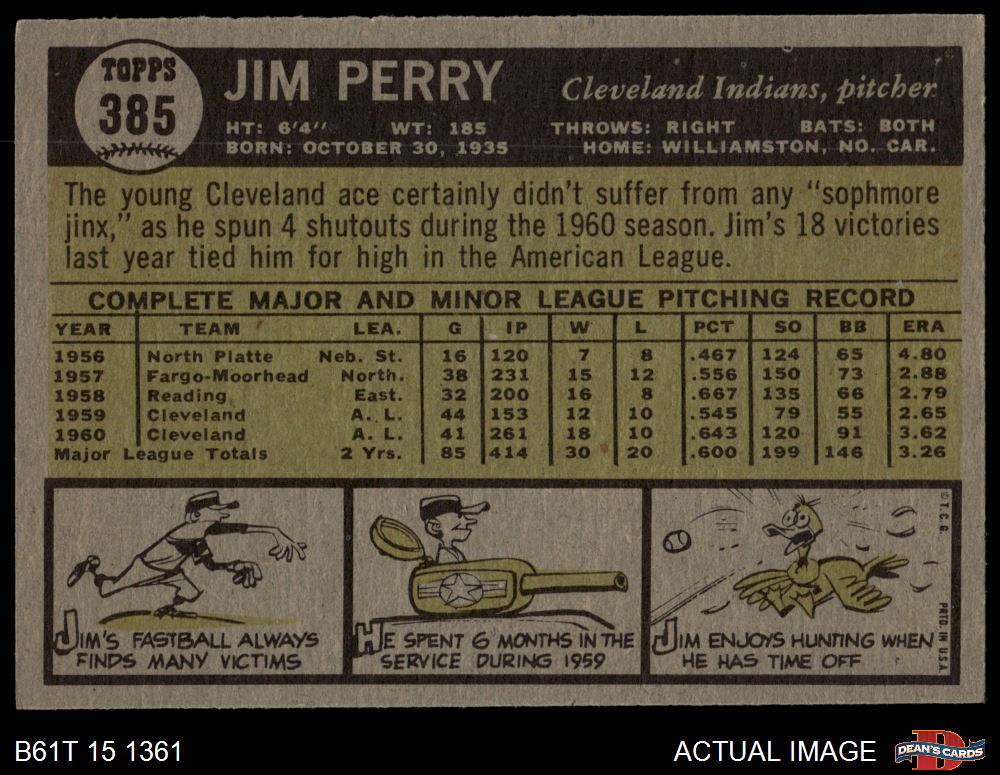 TOPPS
385
JIM PERRY
Cleveland Indians, pitcher
HT: 6'4" WT: 185 THROWS: RIGHT BATS: BOTH
BORN: OCTOBER 30, 1935 HOME: WILLIAMSTON, NO. CAR.
The young Cleveland ace certainly didn't suffer from any "sophmore
jinx," as he spun 4 shutouts during the 1960 season. Jim's 18 victories
last year tied him for high in the American League.
COMPLETE MAJOR AND MINOR LEAGUE PITCHING RECORD
YEAR TEAM LEA. G IP W L PCT SO BB ERA
1956 North Platte Neb. St. 16 120 7 8 .467 124 65 4.80
1957 Fargo-Moorhead North. 38 231 15 12 .556 150 73 2.88
1958 Reading East. 32 200 16 8 .667 135 66 2.79
1959 Cleveland A. L. 44 153 12 10 .545 79 55 2.65
1960 Cleveland A. L. 41 261 18 10 .643 120 91 3.62
Major League Totals 2 Yrs. 85 414 30 20 .600 199 146 3.26
JIM'S FASTBALL ALWAYS
FINDS MANY VICTIMS
HE SPENT 6 MONTHS IN THE
SERVICE DURING 1959
JIM ENJOYS HUNTING WHEN
HE HAS TIME OFF
© T. C. G.
PRTD. IN U.S.A.
B61T 15 1361
ACTUAL IMAGE
D
DEAN'S CARDS